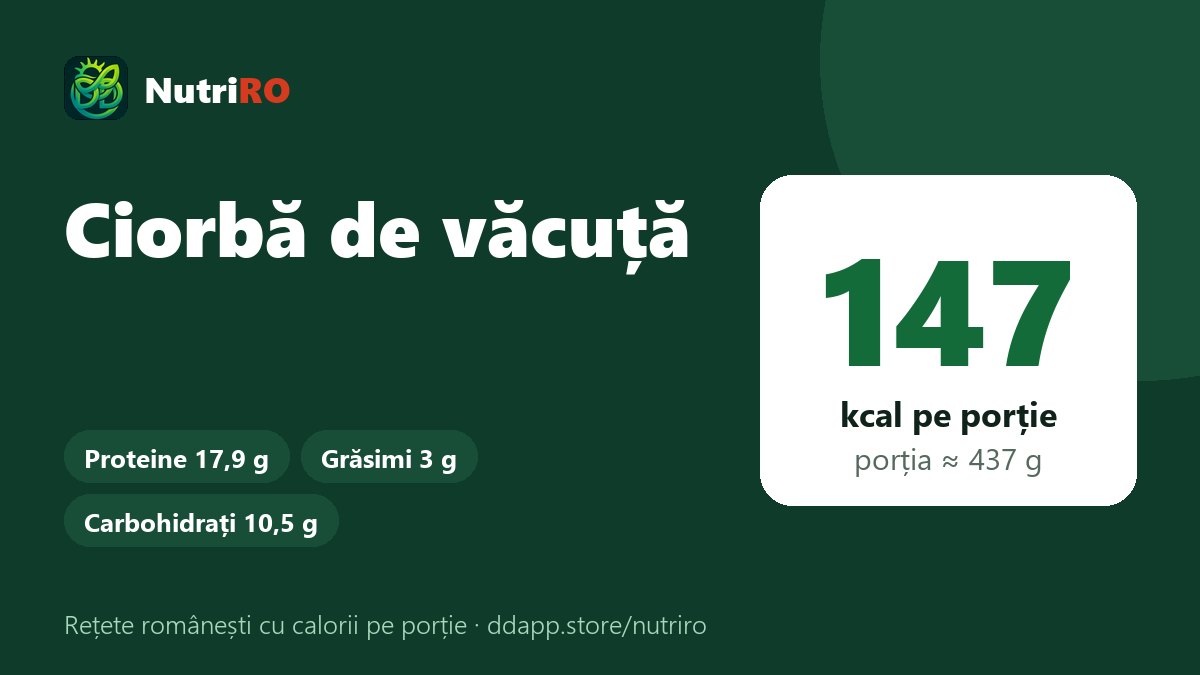 NutriRO
Ciorbă de văcuță
147
kcal pe porție
porția ≈ 437 g
Proteine 17,9 g
Grăsimi 3 g
Carbohidrați 10,5 g
Rețete românești cu calorii pe porție · ddapp.store/nutriro